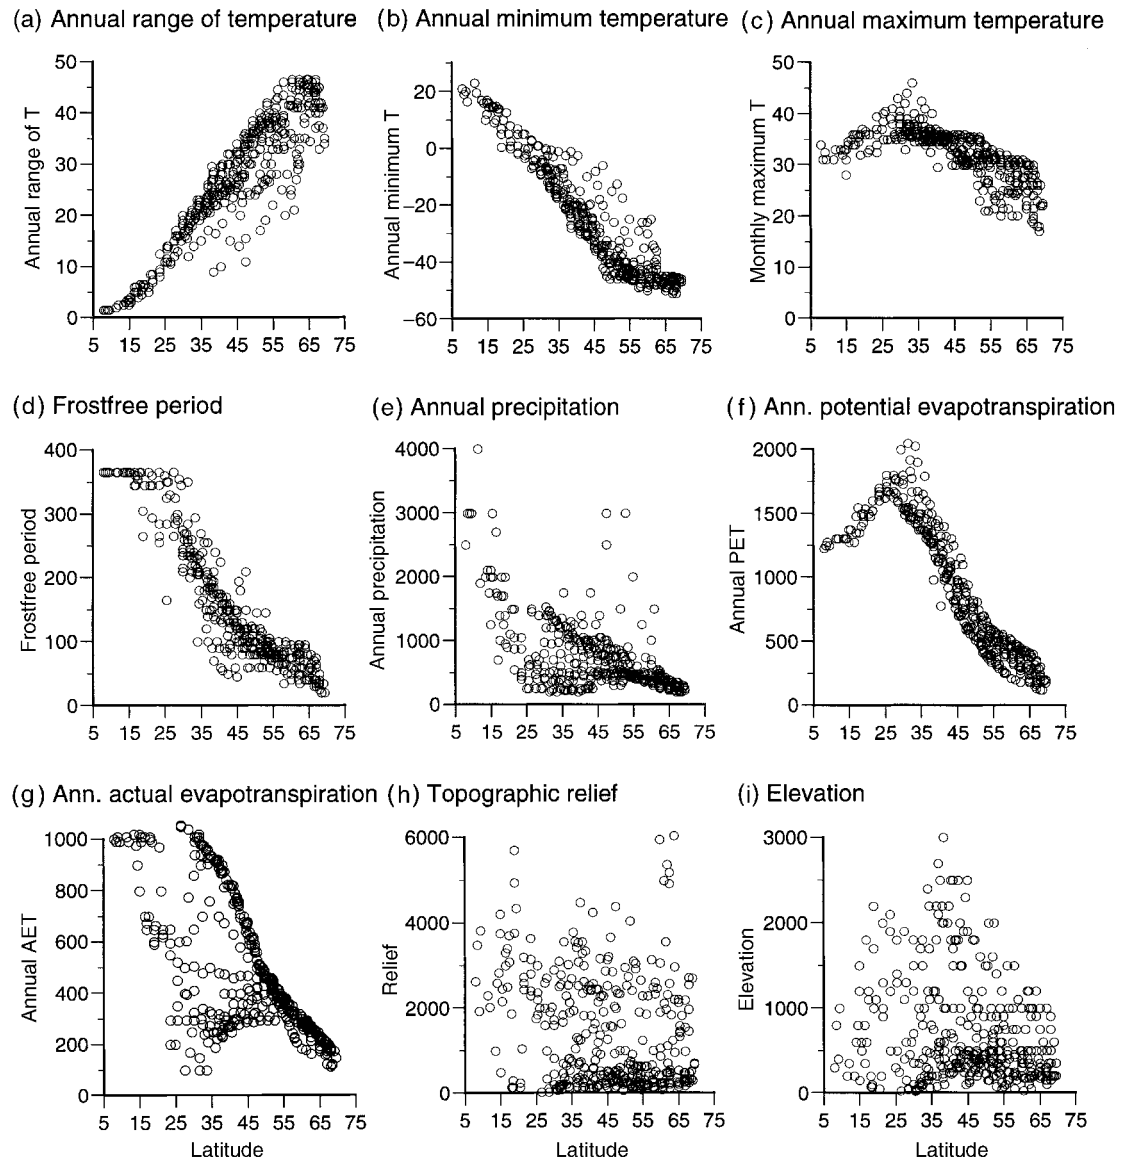 (a) Annual range of temperature (b) Annual minimum temperature (c) Annual maximum temperature
Annual range of T
50
40
30
20
10
0
5 15 25 35 45 55 65 75
Annual minimum T
20
0
−20
−40
−60
5 15 25 35 45 55 65 75
Monthly maximum T
50
40
30
20
10
0
5 15 25 35 45 55 65 75
(d) Frostfree period (e) Annual precipitation (f) Ann. potential evapotranspiration
Frostfree period
400
300
200
100
0
5 15 25 35 45 55 65 75
Annual precipitation
4000
3000
2000
1000
0
5 15 25 35 45 55 65 75
Annual PET
2000
1500
1000
500
0
5 15 25 35 45 55 65 75
(g) Ann. actual evapotranspiration (h) Topographic relief (i) Elevation
Annual AET
1000
800
600
400
200
0
5 15 25 35 45 55 65 75
Latitude
Relief
6000
4000
2000
0
5 15 25 35 45 55 65 75
Latitude
Elevation
3000
2000
1000
0
5 15 25 35 45 55 65 75
Latitude